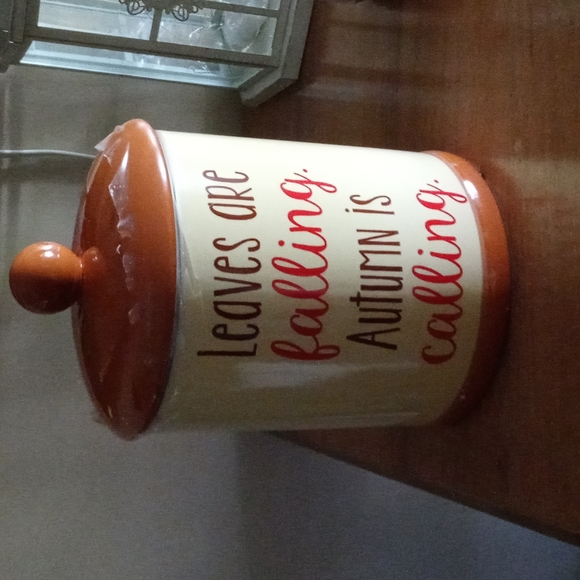 Leaves are
falling.
Autumn is
calling.